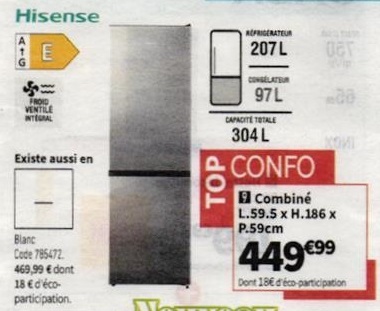 Hisense
A
↑
G
E
FROID
VENTILÉ
INTÉGRAL
RÉFRIGÉRATEUR
207 L
CONGÉLATEUR
97 L
CAPACITÉ TOTALE
304 L
Existe aussi en
Blanc
Code 785472.
469,99 € dont
18 € d'éco-
participation.
TOP CONFO
9 Combiné
L.59.5 x H.186 x
P.59cm
449€99
Dont 18€ d'éco-participation